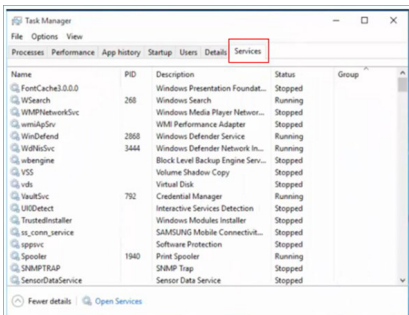 Task Manager
File Options View
Processes Performance App history Startup Users Details Services
Name PID Description Status Group
FontCache3.0.0.0 Windows Presentation Foundat... Stopped
WSearch 268 Windows Search Running
WMPNetworkSvc Windows Media Player Networ... Stopped
wmiApSrv WMI Performance Adapter Stopped
WinDefend 2868 Windows Defender Service Running
WdNisSvc 3444 Windows Defender Network In... Running
wbengine Block Level Backup Engine Serv... Stopped
VSS Volume Shadow Copy Stopped
vds Virtual Disk Stopped
VaultSvc 792 Credential Manager Running
UI0Detect Interactive Services Detection Stopped
TrustedInstaller Windows Modules Installer Stopped
ss_conn_service SAMSUNG Mobile Connectivit... Stopped
sppsvc Software Protection Stopped
Spooler 1940 Print Spooler Running
SNMPTRAP SNMP Trap Stopped
SensorDataService Sensor Data Service Stopped
Fewer details Open Services